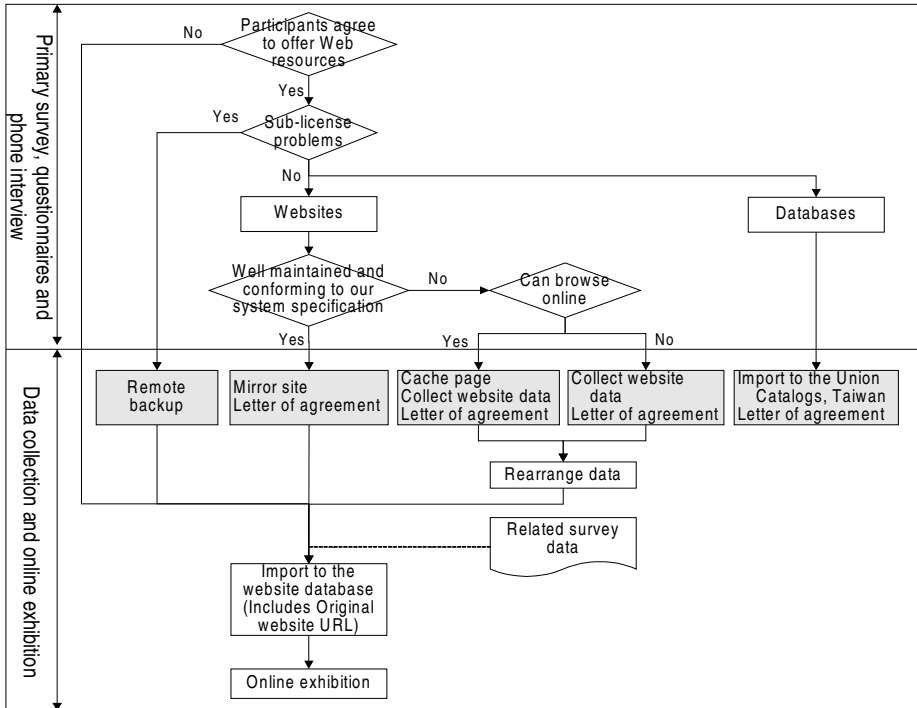 Primary survey, questionnaires and
phone interview
Participants agree
to offer Web
resources
No
Yes
Sub-license
problems
Yes
No
Websites
Databases
Well maintained and
conforming to our
system specification
No
Can browse
online
Yes
Yes
No
Data collection and online exhibition
Remote
backup
Mirror site
Letter of agreement
Cache page
Collect website data
Letter of agreement
Collect website
data
Letter of agreement
Import to the Union
Catalogs, Taiwan
Letter of agreement
Rearrange data
Related survey
data
Import to the
website database
(Includes Original
website URL)
Online exhibition